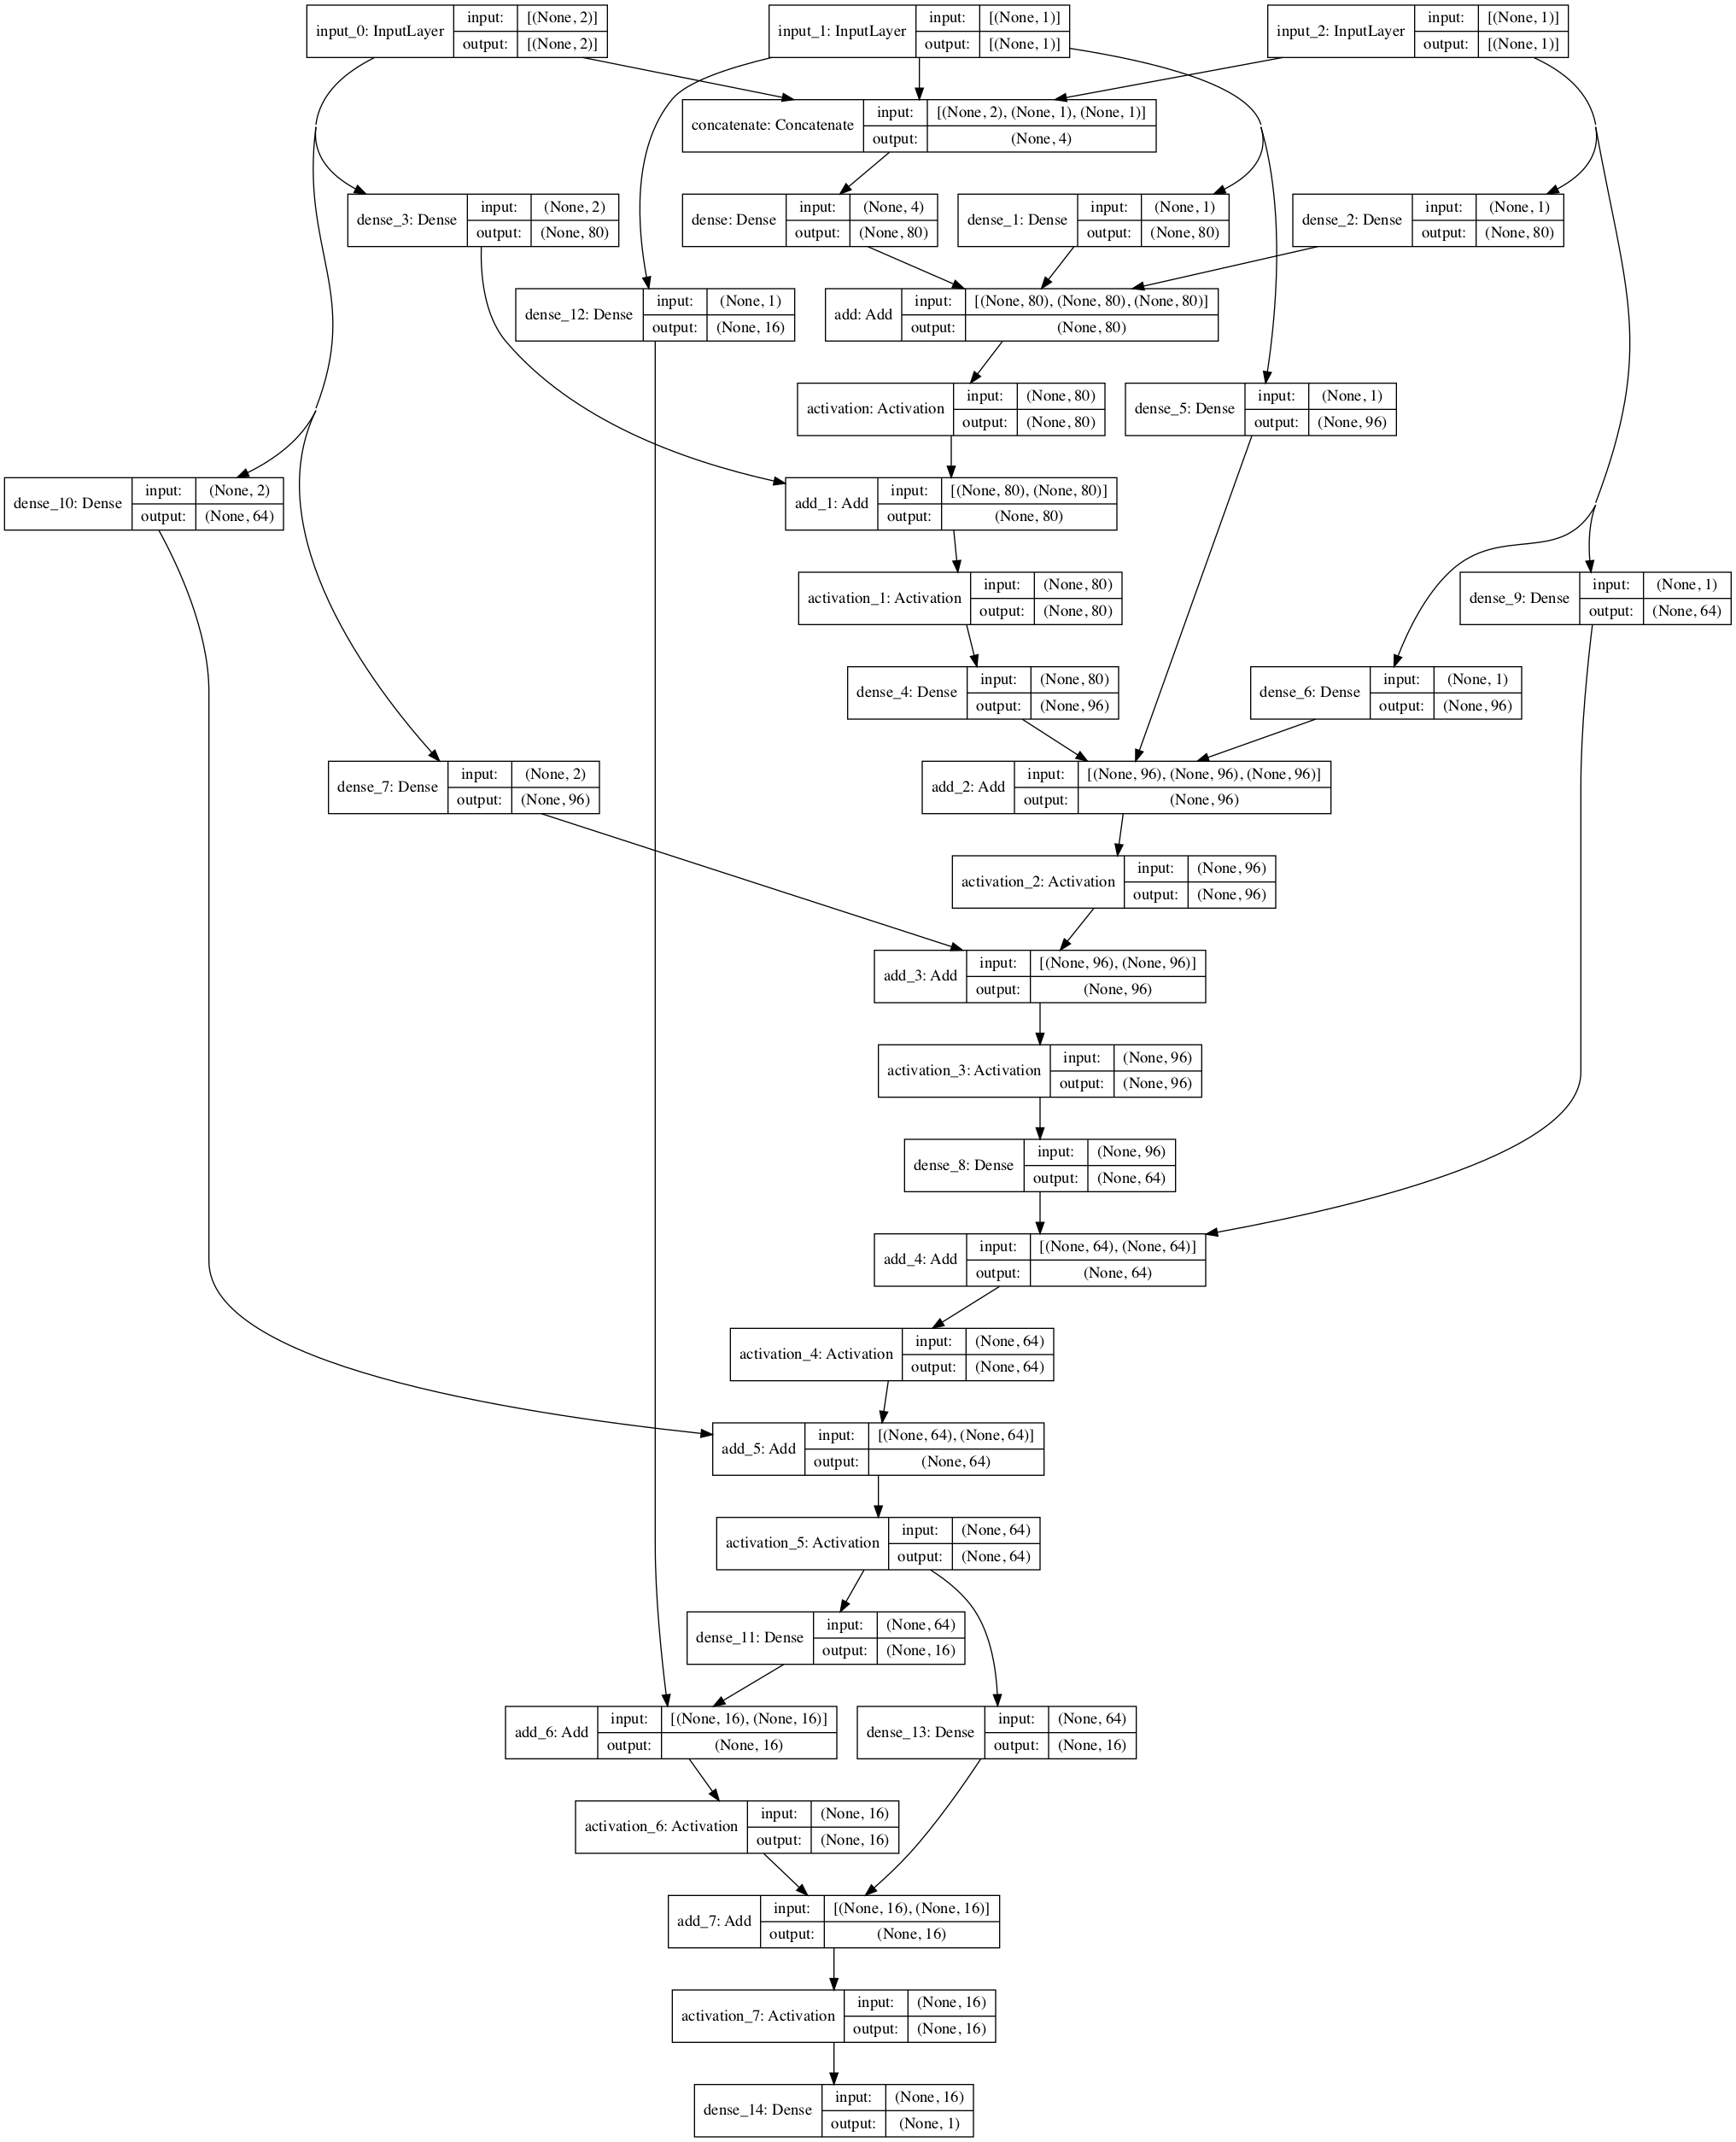 input_0: InputLayer
input: [(None, 2)]
output: [(None, 2)]
input_1: InputLayer
input: [(None, 1)]
output: [(None, 1)]
input_2: InputLayer
input: [(None, 1)]
output: [(None, 1)]
concatenate: Concatenate
input: [(None, 2), (None, 1), (None, 1)]
output: (None, 4)
dense_3: Dense
input: (None, 2)
output: (None, 80)
dense: Dense
input: (None, 4)
output: (None, 80)
dense_1: Dense
input: (None, 1)
output: (None, 80)
dense_2: Dense
input: (None, 1)
output: (None, 80)
dense_12: Dense
input: (None, 1)
output: (None, 16)
add: Add
input: [(None, 80), (None, 80), (None, 80)]
output: (None, 80)
activation: Activation
input: (None, 80)
output: (None, 80)
dense_5: Dense
input: (None, 1)
output: (None, 96)
dense_10: Dense
input: (None, 2)
output: (None, 64)
add_1: Add
input: [(None, 80), (None, 80)]
output: (None, 80)
activation_1: Activation
input: (None, 80)
output: (None, 80)
dense_9: Dense
input: (None, 1)
output: (None, 64)
dense_4: Dense
input: (None, 80)
output: (None, 96)
dense_6: Dense
input: (None, 1)
output: (None, 96)
dense_7: Dense
input: (None, 2)
output: (None, 96)
add_2: Add
input: [(None, 96), (None, 96), (None, 96)]
output: (None, 96)
activation_2: Activation
input: (None, 96)
output: (None, 96)
add_3: Add
input: [(None, 96), (None, 96)]
output: (None, 96)
activation_3: Activation
input: (None, 96)
output: (None, 96)
dense_8: Dense
input: (None, 96)
output: (None, 64)
add_4: Add
input: [(None, 64), (None, 64)]
output: (None, 64)
activation_4: Activation
input: (None, 64)
output: (None, 64)
add_5: Add
input: [(None, 64), (None, 64)]
output: (None, 64)
activation_5: Activation
input: (None, 64)
output: (None, 64)
dense_11: Dense
input: (None, 64)
output: (None, 16)
add_6: Add
input: [(None, 16), (None, 16)]
output: (None, 16)
dense_13: Dense
input: (None, 64)
output: (None, 16)
activation_6: Activation
input: (None, 16)
output: (None, 16)
add_7: Add
input: [(None, 16), (None, 16)]
output: (None, 16)
activation_7: Activation
input: (None, 16)
output: (None, 16)
dense_14: Dense
input: (None, 16)
output: (None, 1)